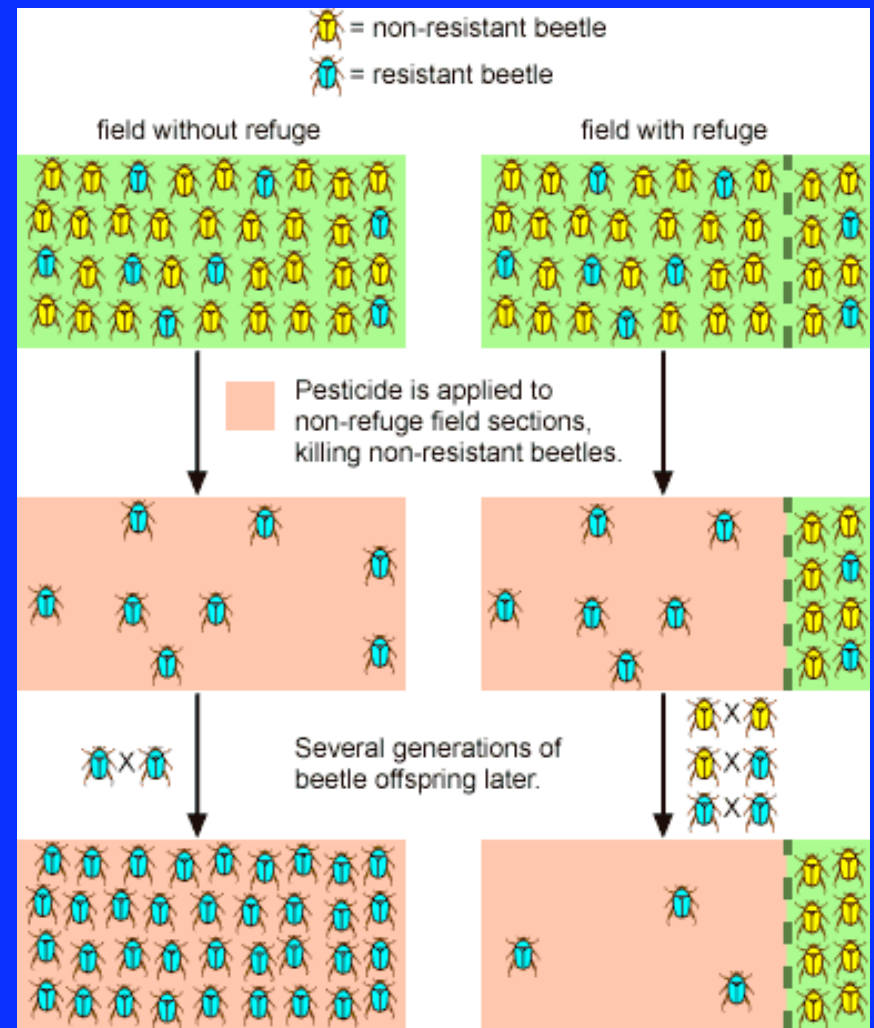 = non-resistant beetle
= resistant beetle
field without refuge
field with refuge
Pesticide is applied to
non-refuge field sections,
killing non-resistant beetles.
X
X
X
X
Several generations of
beetle offspring later.